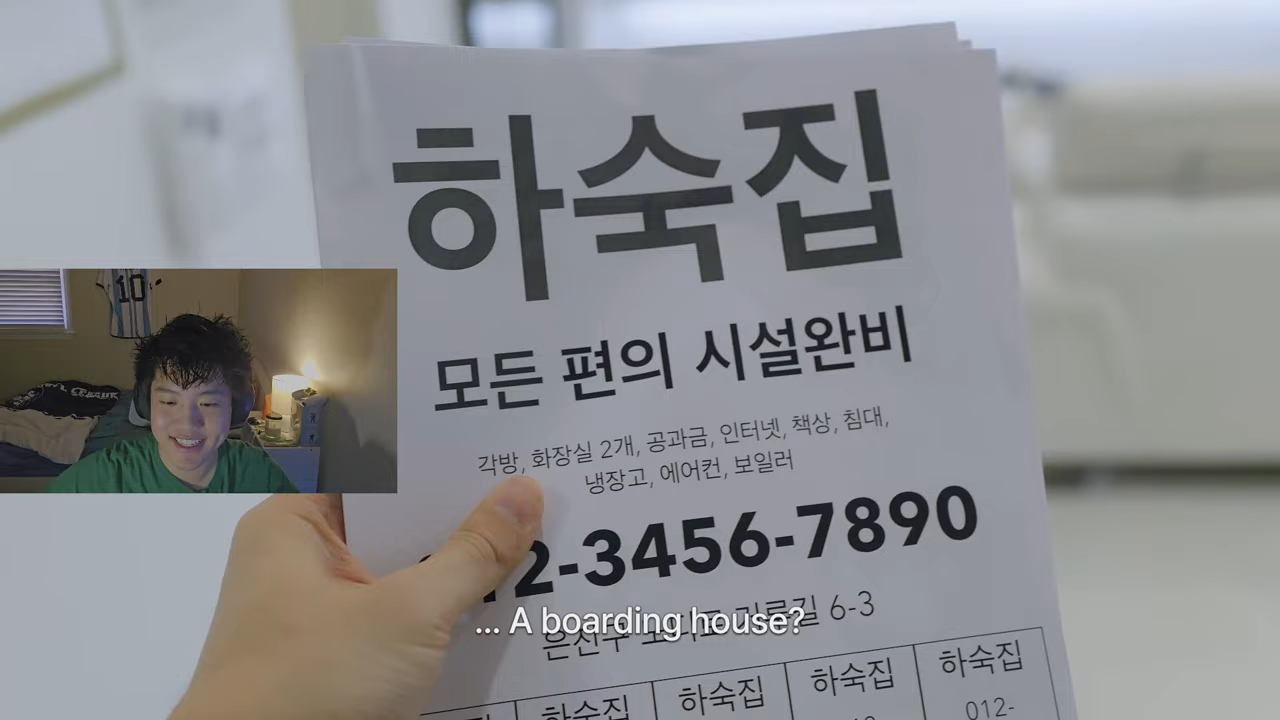 하숙집
모든 편의 시설완비
각방, 화장실 2개, 공과금, 인터넷, 책상, 침대,
냉장고, 에어컨, 보일러
2-3456-7890
6-3
... A boarding house?
하숙집 하숙집 하숙집 하숙집
012-
10